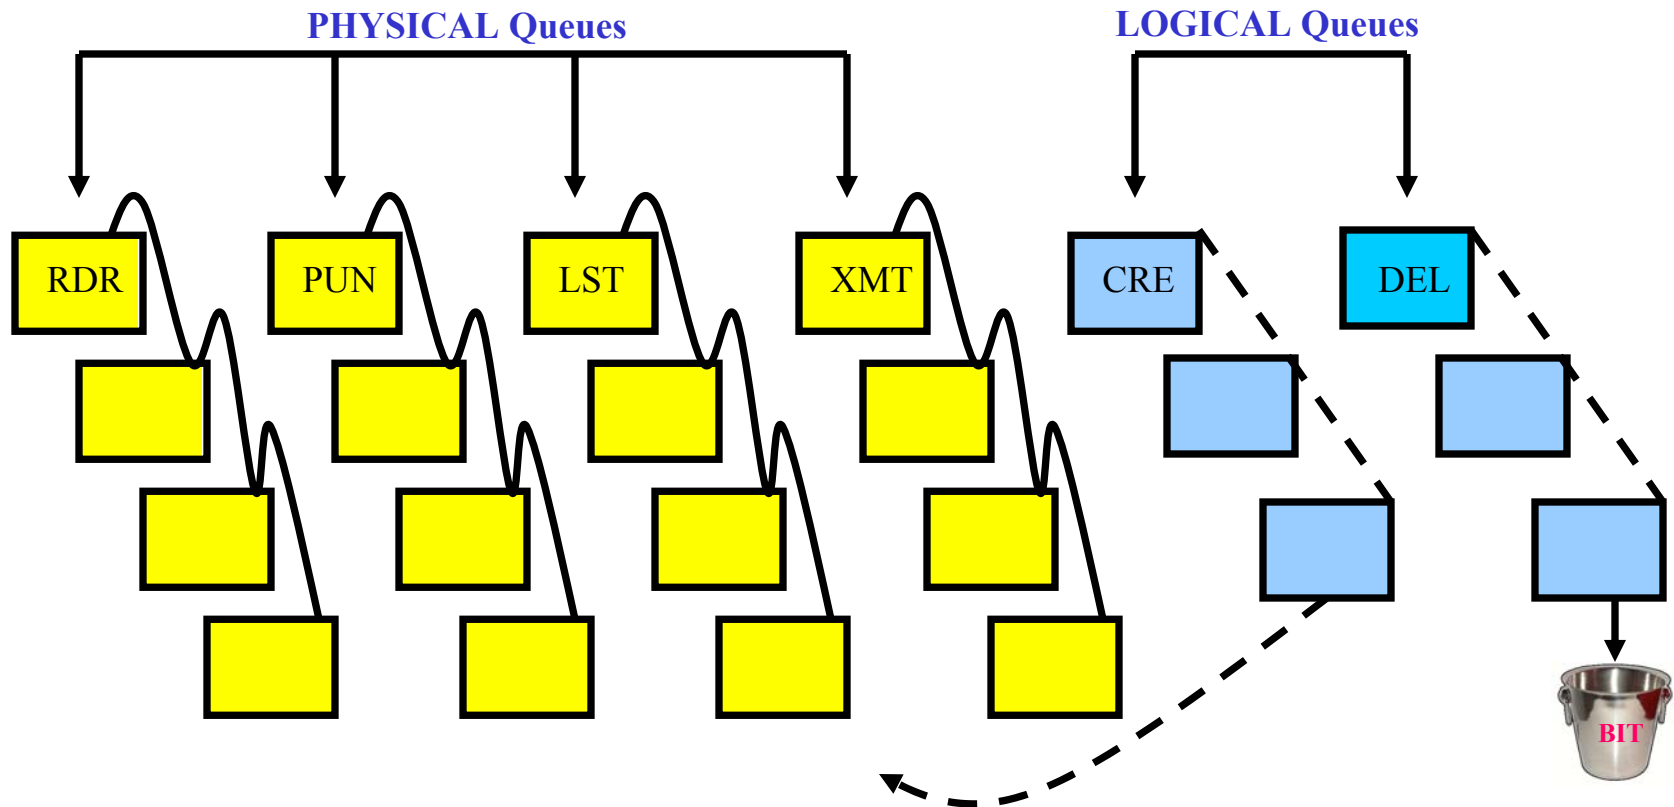 PHYSICAL Queues
LOGICAL Queues
RDR
PUN
LST
XMT
CRE
DEL
BIT